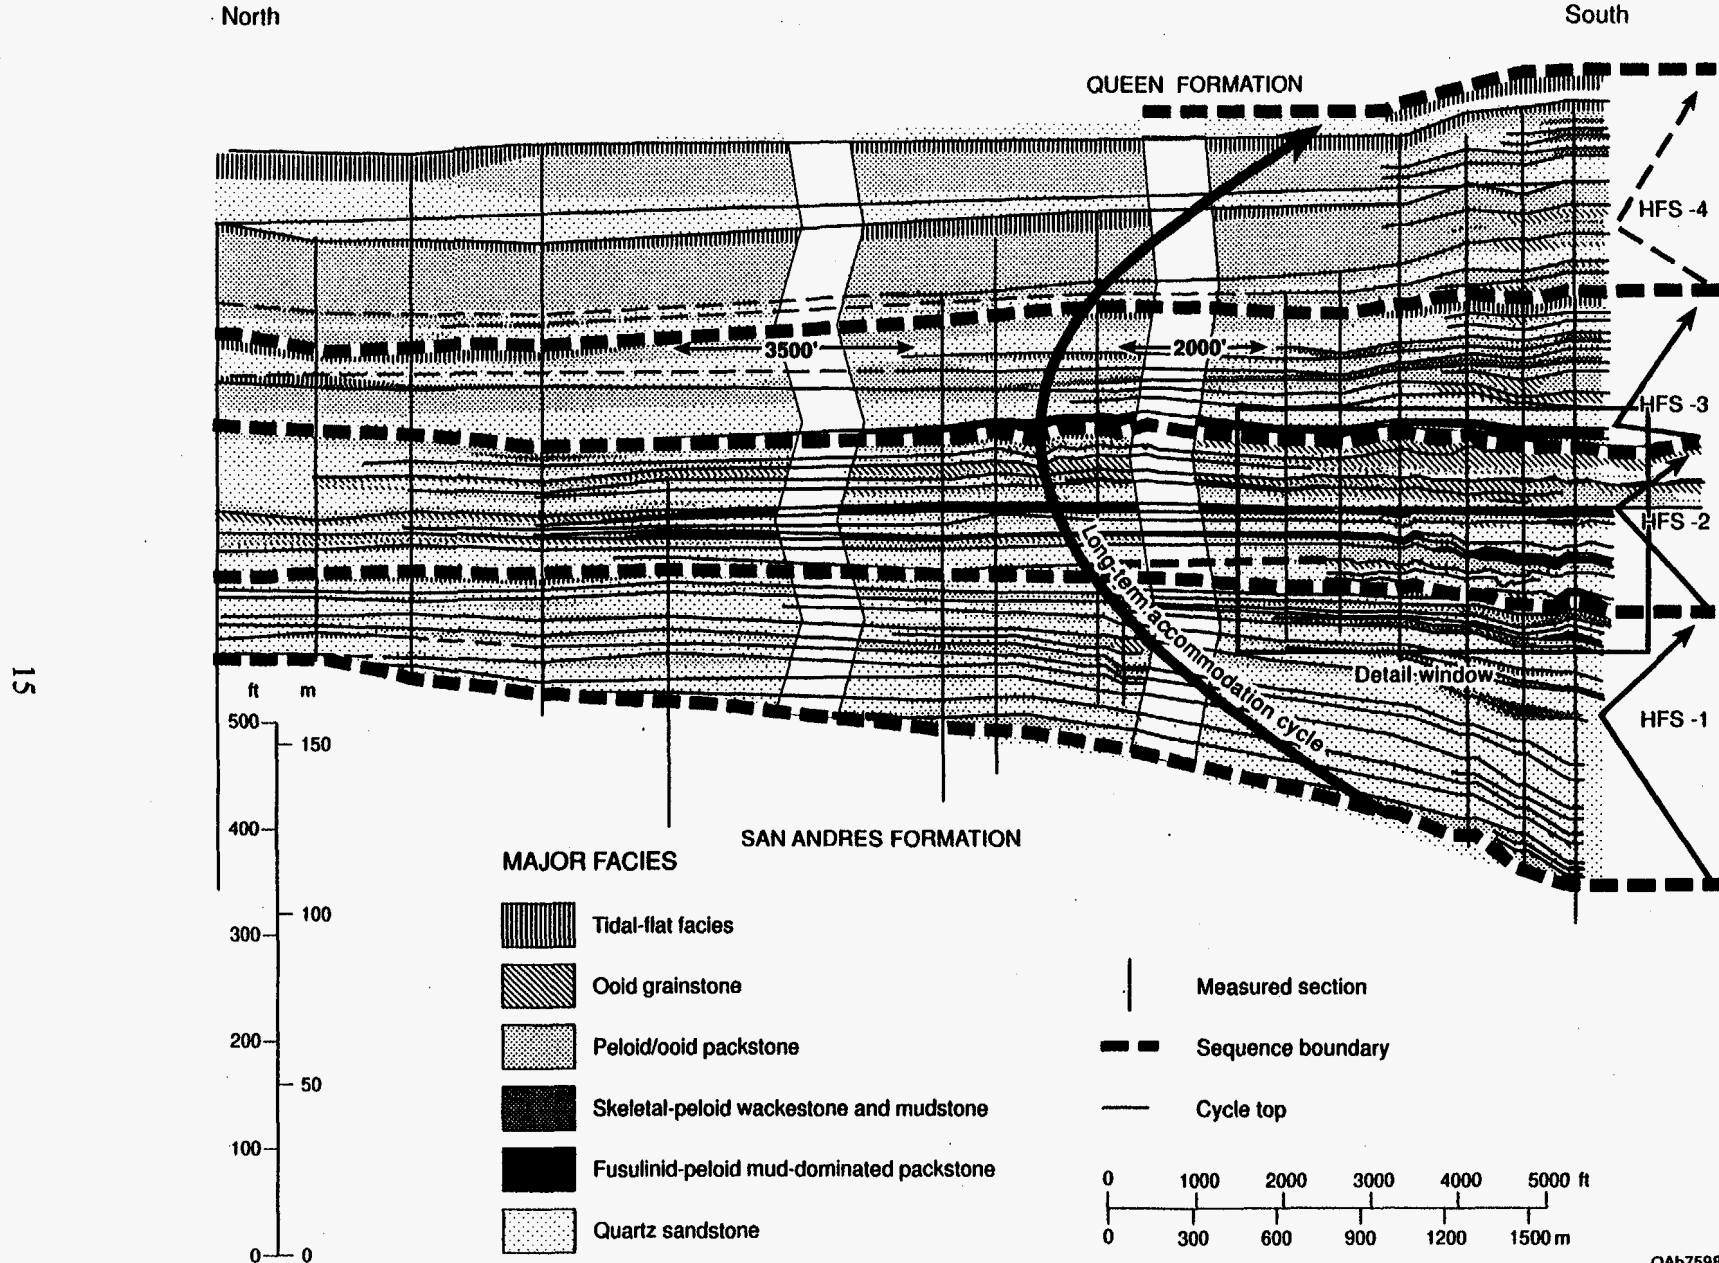 North
South
QUEEN FORMATION
HFS -4
3500'
2000'
HFS -3
HFS -2
Long-term accommodation cycle
Detail window
HFS -1
15
ft m
500
150
400
100
300
200
50
100
0 0
SAN ANDRES FORMATION
MAJOR FACIES
Tidal-flat facies
Ooid grainstone
Peloid/ooid packstone
Skeletal-peloid wackestone and mudstone
Fusulinid-peloid mud-dominated packstone
Quartz sandstone
Measured section
Sequence boundary
Cycle top
0 1000 2000 3000 4000 5000 ft
0 300 600 900 1200 1500 m